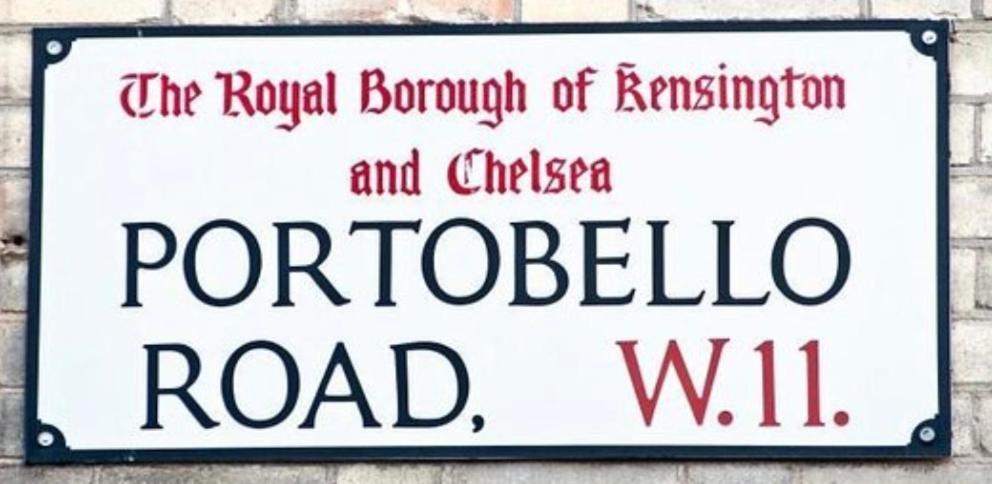 The Royal Borough of Kensington
and Chelsea
PORTOBELLO
ROAD, W.11.